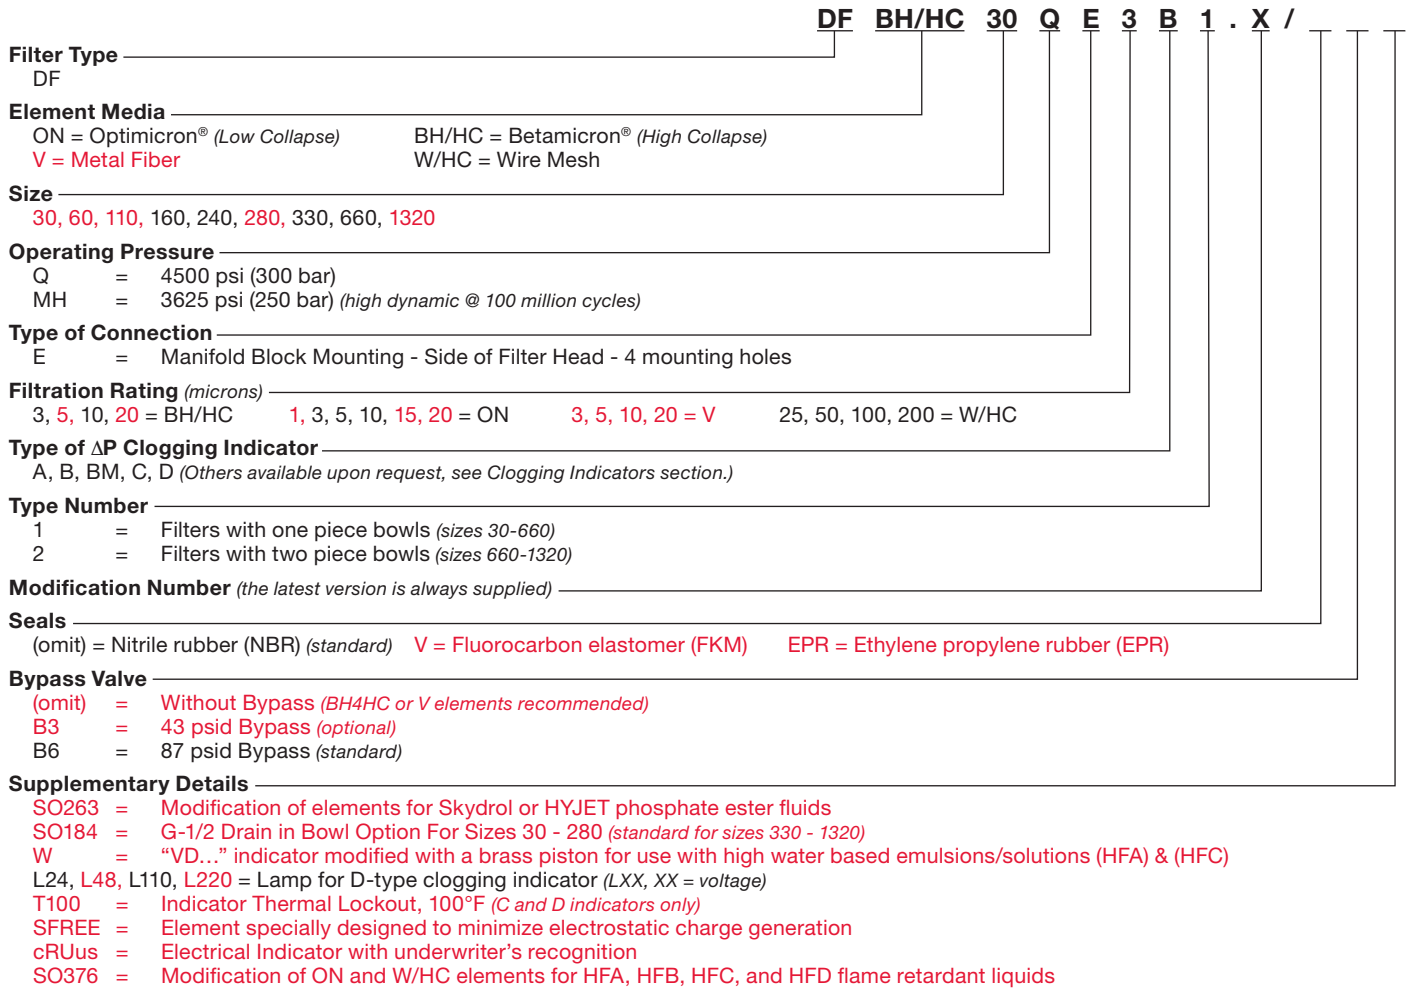 DF BH/HC 30 Q E 3 B 1 . X / _ _ _
Filter Type
DF
Element Media
ON = Optimicron® (Low Collapse) BH/HC = Betamicron® (High Collapse)
V = Metal Fiber W/HC = Wire Mesh
Size
30, 60, 110, 160, 240, 280, 330, 660, 1320
Operating Pressure
Q = 4500 psi (300 bar)
MH = 3625 psi (250 bar) (high dynamic @ 100 million cycles)
Type of Connection
E = Manifold Block Mounting - Side of Filter Head - 4 mounting holes
Filtration Rating (microns)
3, 5, 10, 20 = BH/HC 1, 3, 5, 10, 15, 20 = ON 3, 5, 10, 20 = V 25, 50, 100, 200 = W/HC
Type of ΔP Clogging Indicator
A, B, BM, C, D (Others available upon request, see Clogging Indicators section.)
Type Number
1 = Filters with one piece bowls (sizes 30-660)
2 = Filters with two piece bowls (sizes 660-1320)
Modification Number (the latest version is always supplied)
Seals
(omit) = Nitrile rubber (NBR) (standard) V = Fluorocarbon elastomer (FKM) EPR = Ethylene propylene rubber (EPR)
Bypass Valve
(omit) = Without Bypass (BH4HC or V elements recommended)
B3 = 43 psid Bypass (optional)
B6 = 87 psid Bypass (standard)
Supplementary Details
SO263 = Modification of elements for Skydrol or HYJET phosphate ester fluids
SO184 = G-1/2 Drain in Bowl Option For Sizes 30 - 280 (standard for sizes 330 - 1320)
W = “VD…” indicator modified with a brass piston for use with high water based emulsions/solutions (HFA) & (HFC)
L24, L48, L110, L220 = Lamp for D-type clogging indicator (LXX, XX = voltage)
T100 = Indicator Thermal Lockout, 100°F (C and D indicators only)
SFREE = Element specially designed to minimize electrostatic charge generation
cRUus = Electrical Indicator with underwriter’s recognition
SO376 = Modification of ON and W/HC elements for HFA, HFB, HFC, and HFD flame retardant liquids